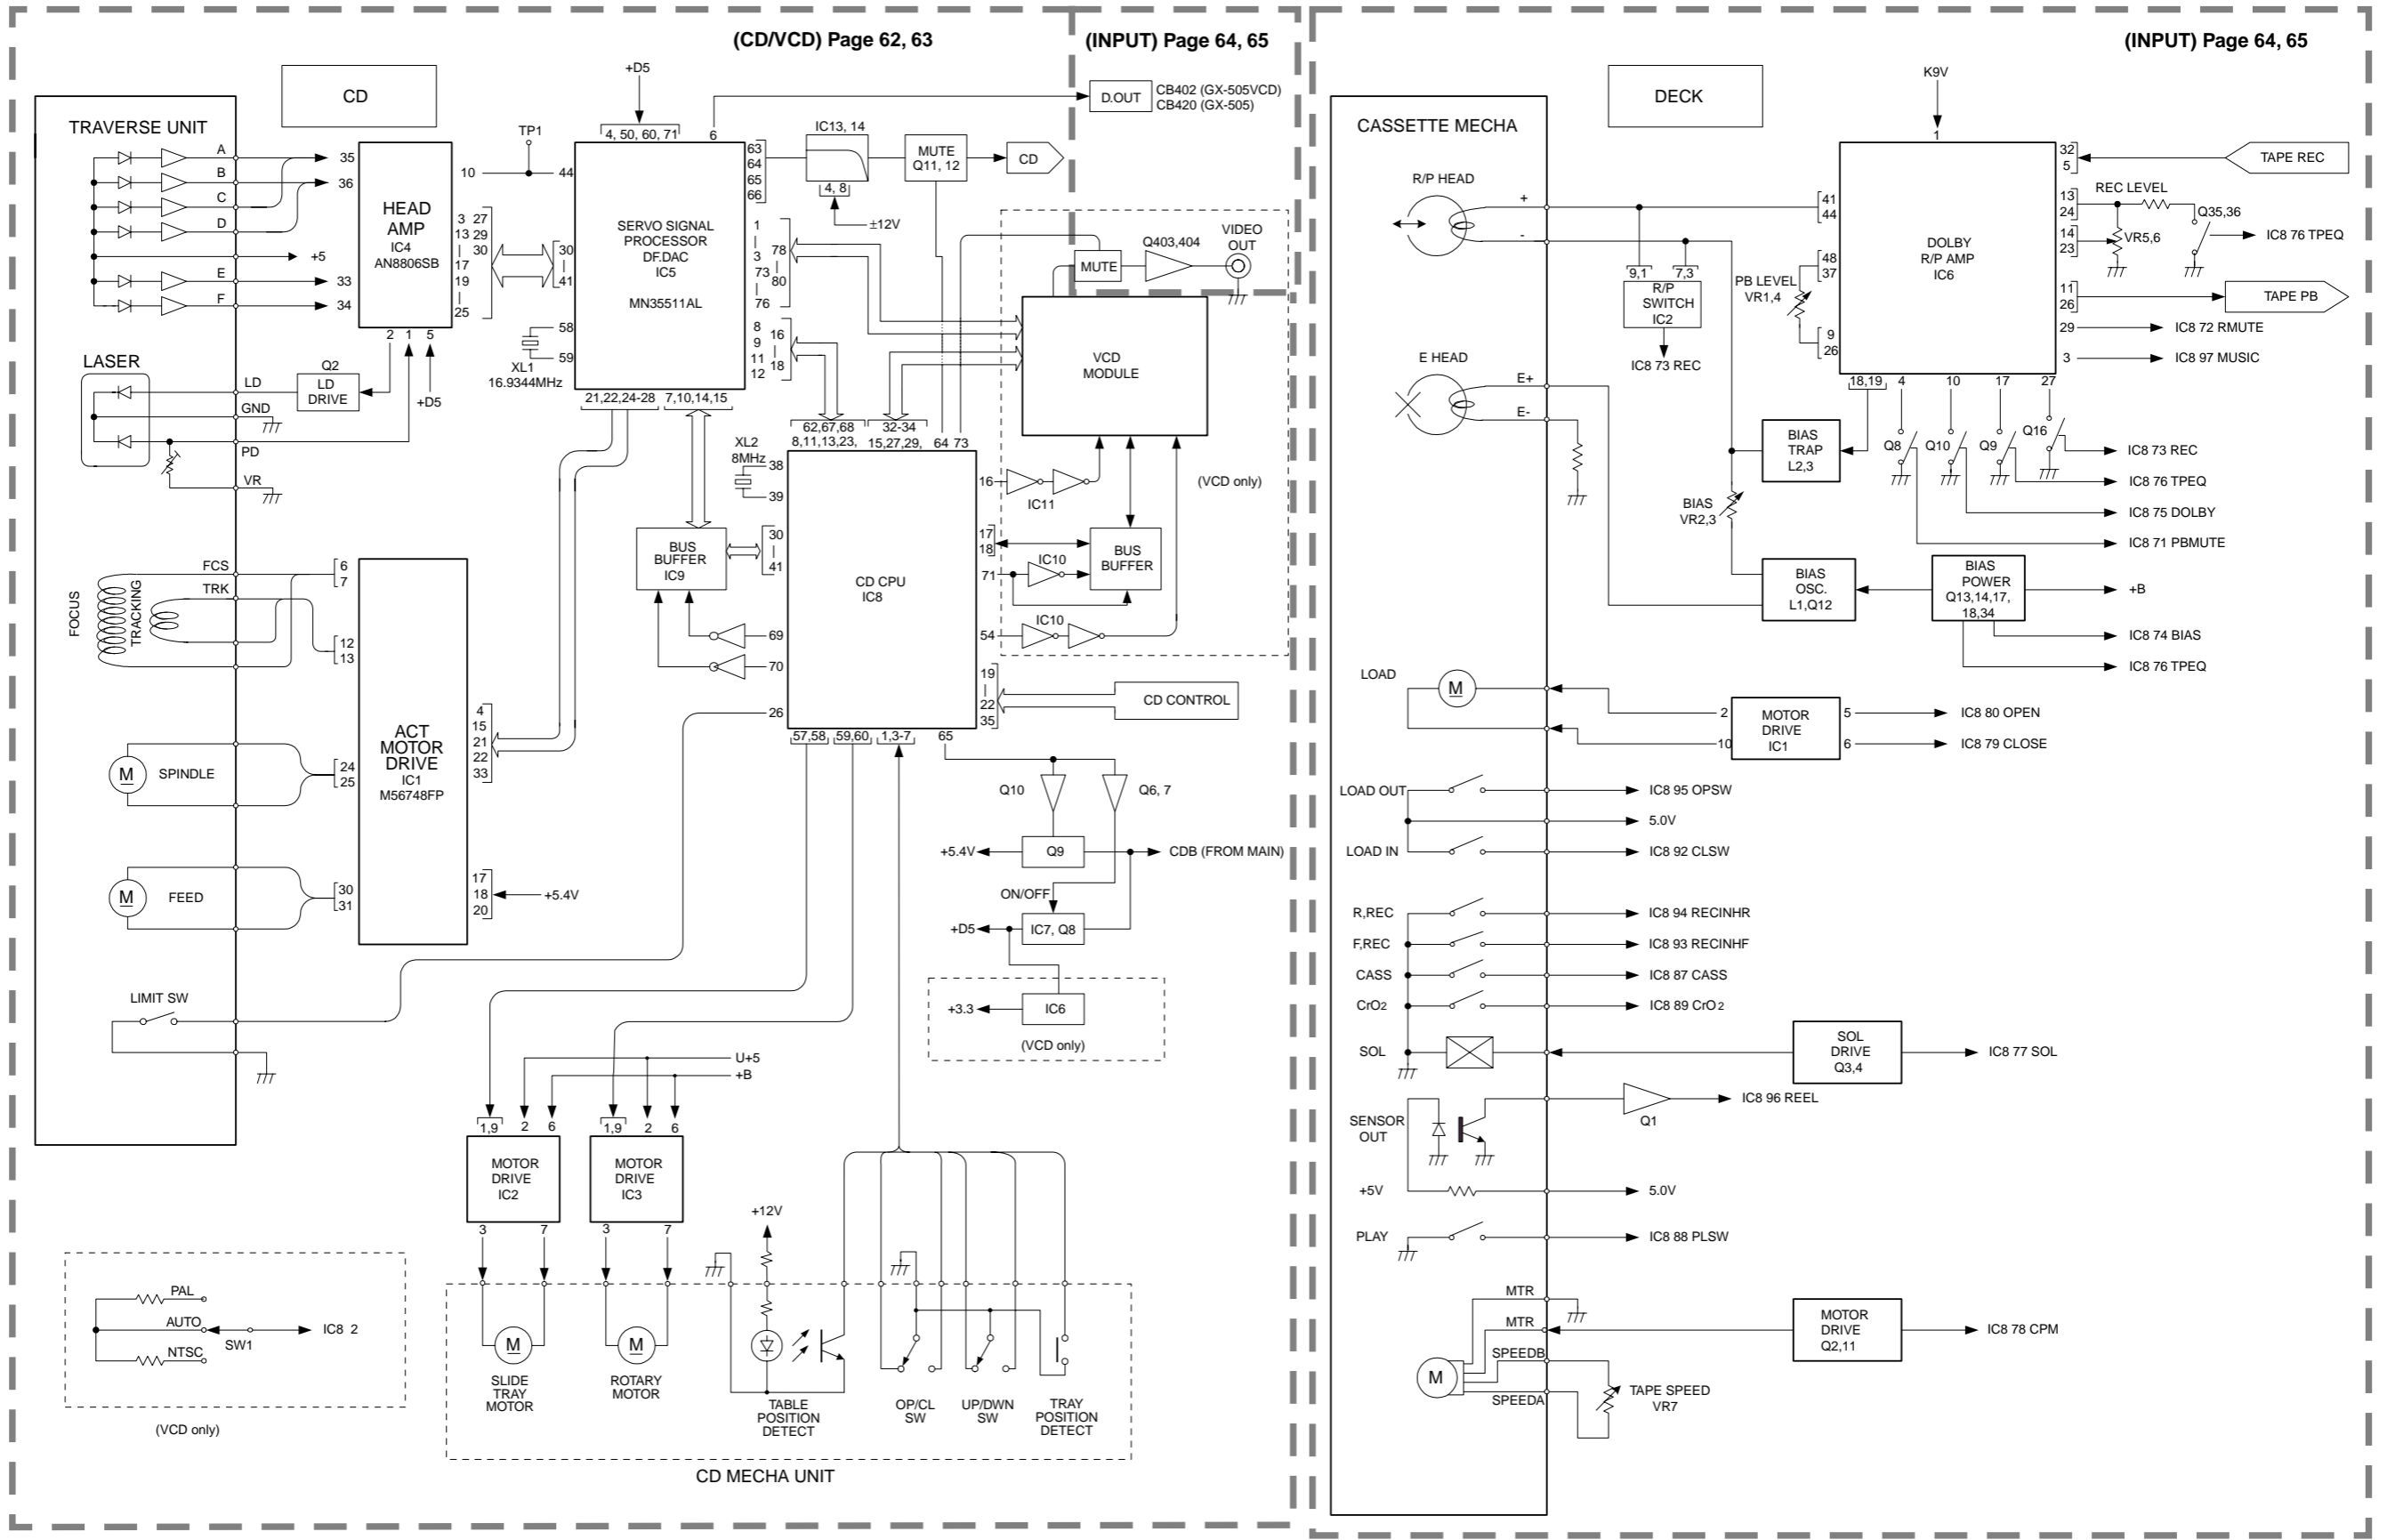 (CD/VCD) Page 62, 63
(INPUT) Page 64, 65
CD
TRAVERSE UNIT
A
B
C
D
+5
E
F
35
36
33
34
HEAD
AMP
IC4
AN8806SB
10
3 27
13 29
| 30
17
19
|
25
2 1 5
+D5
LASER
LD
GND
PD
VR
Q2
LD
DRIVE
TP1
44
30
|
41
58
59
XL1
16.9344MHz
+D5
4, 50, 60, 71
6
SERVO SIGNAL
PROCESSOR
DF.DAC
IC5
MN35511AL
21,22,24-28
7,10,14,15
63
64
65
66
1
|
3
73
|
76
78
|
80
8
9
11
12
16
|
18
IC13, 14
4, 8
±12V
MUTE
Q11, 12
CD
D.OUT
CB402 (GX-505VCD)
CB420 (GX-505)
MUTE
Q403,404
VIDEO
OUT
VCD
MODULE
(VCD only)
62,67,68
8,11,13,23,
32-34
15,27,29,
64 73
XL2
8MHz
38
39
CD CPU
IC8
30
|
41
69
70
26
BUS
BUFFER
IC9
16
IC11
17
18
71
IC10
BUS
BUFFER
54
IC10
19
|
22
35
CD CONTROL
57,58
59,60
1,3-7
65
FOCUS
TRACKING
FCS
TRK
6
7
12
13
ACT
MOTOR
DRIVE
IC1
M56748FP
4
15
21
22
33
M
SPINDLE
24
25
M
FEED
30
31
17
18
20
+5.4V
LIMIT SW
Q10
Q6, 7
+5.4V
Q9
CDB (FROM MAIN)
ON/OFF
+D5
IC7, Q8
+3.3
IC6
(VCD only)
U+5
+B
1,9 2 6
1,9 2 6
MOTOR
DRIVE
IC2
MOTOR
DRIVE
IC3
3 7
3 7
+12V
M
M
SLIDE
TRAY
MOTOR
ROTARY
MOTOR
TABLE
POSITION
DETECT
OP/CL
SW
UP/DWN
SW
TRAY
POSITION
DETECT
CD MECHA UNIT
PAL
AUTO
NTSC
SW1
IC8 2
(VCD only)
(INPUT) Page 64, 65
DECK
CASSETTE MECHA
R/P HEAD
+
-
9,1
7,3
R/P
SWITCH
IC2
IC8 73 REC
E HEAD
E+
E-
K9V
1
DOLBY
R/P AMP
IC6
41
44
48
37
PB LEVEL
VR1,4
9
26
32
5
TAPE REC
13
24
REC LEVEL
14
23
VR5,6
Q35,36
IC8 76 TPEQ
11
26
TAPE PB
29
IC8 72 RMUTE
3
IC8 97 MUSIC
18,19
4
10
17
27
Q8
Q10
Q9
Q16
IC8 73 REC
IC8 76 TPEQ
IC8 75 DOLBY
IC8 71 PBMUTE
BIAS
TRAP
L2,3
BIAS
VR2,3
BIAS
OSC.
L1,Q12
BIAS
POWER
Q13,14,17,
18,34
+B
IC8 74 BIAS
IC8 76 TPEQ
LOAD
M
2
10
MOTOR
DRIVE
IC1
5
6
IC8 80 OPEN
IC8 79 CLOSE
LOAD OUT
IC8 95 OPSW
5.0V
LOAD IN
IC8 92 CLSW
R,REC
IC8 94 RECINHR
F,REC
IC8 93 RECINHF
CASS
IC8 87 CASS
CrO2
IC8 89 CrO2
SOL
SOL
DRIVE
Q3,4
IC8 77 SOL
SENSOR
OUT
Q1
IC8 96 REEL
+5V
5.0V
PLAY
IC8 88 PLSW
MTR
MTR
SPEEDB
SPEEDA
M
MOTOR
DRIVE
Q2,11
IC8 78 CPM
TAPE SPEED
VR7